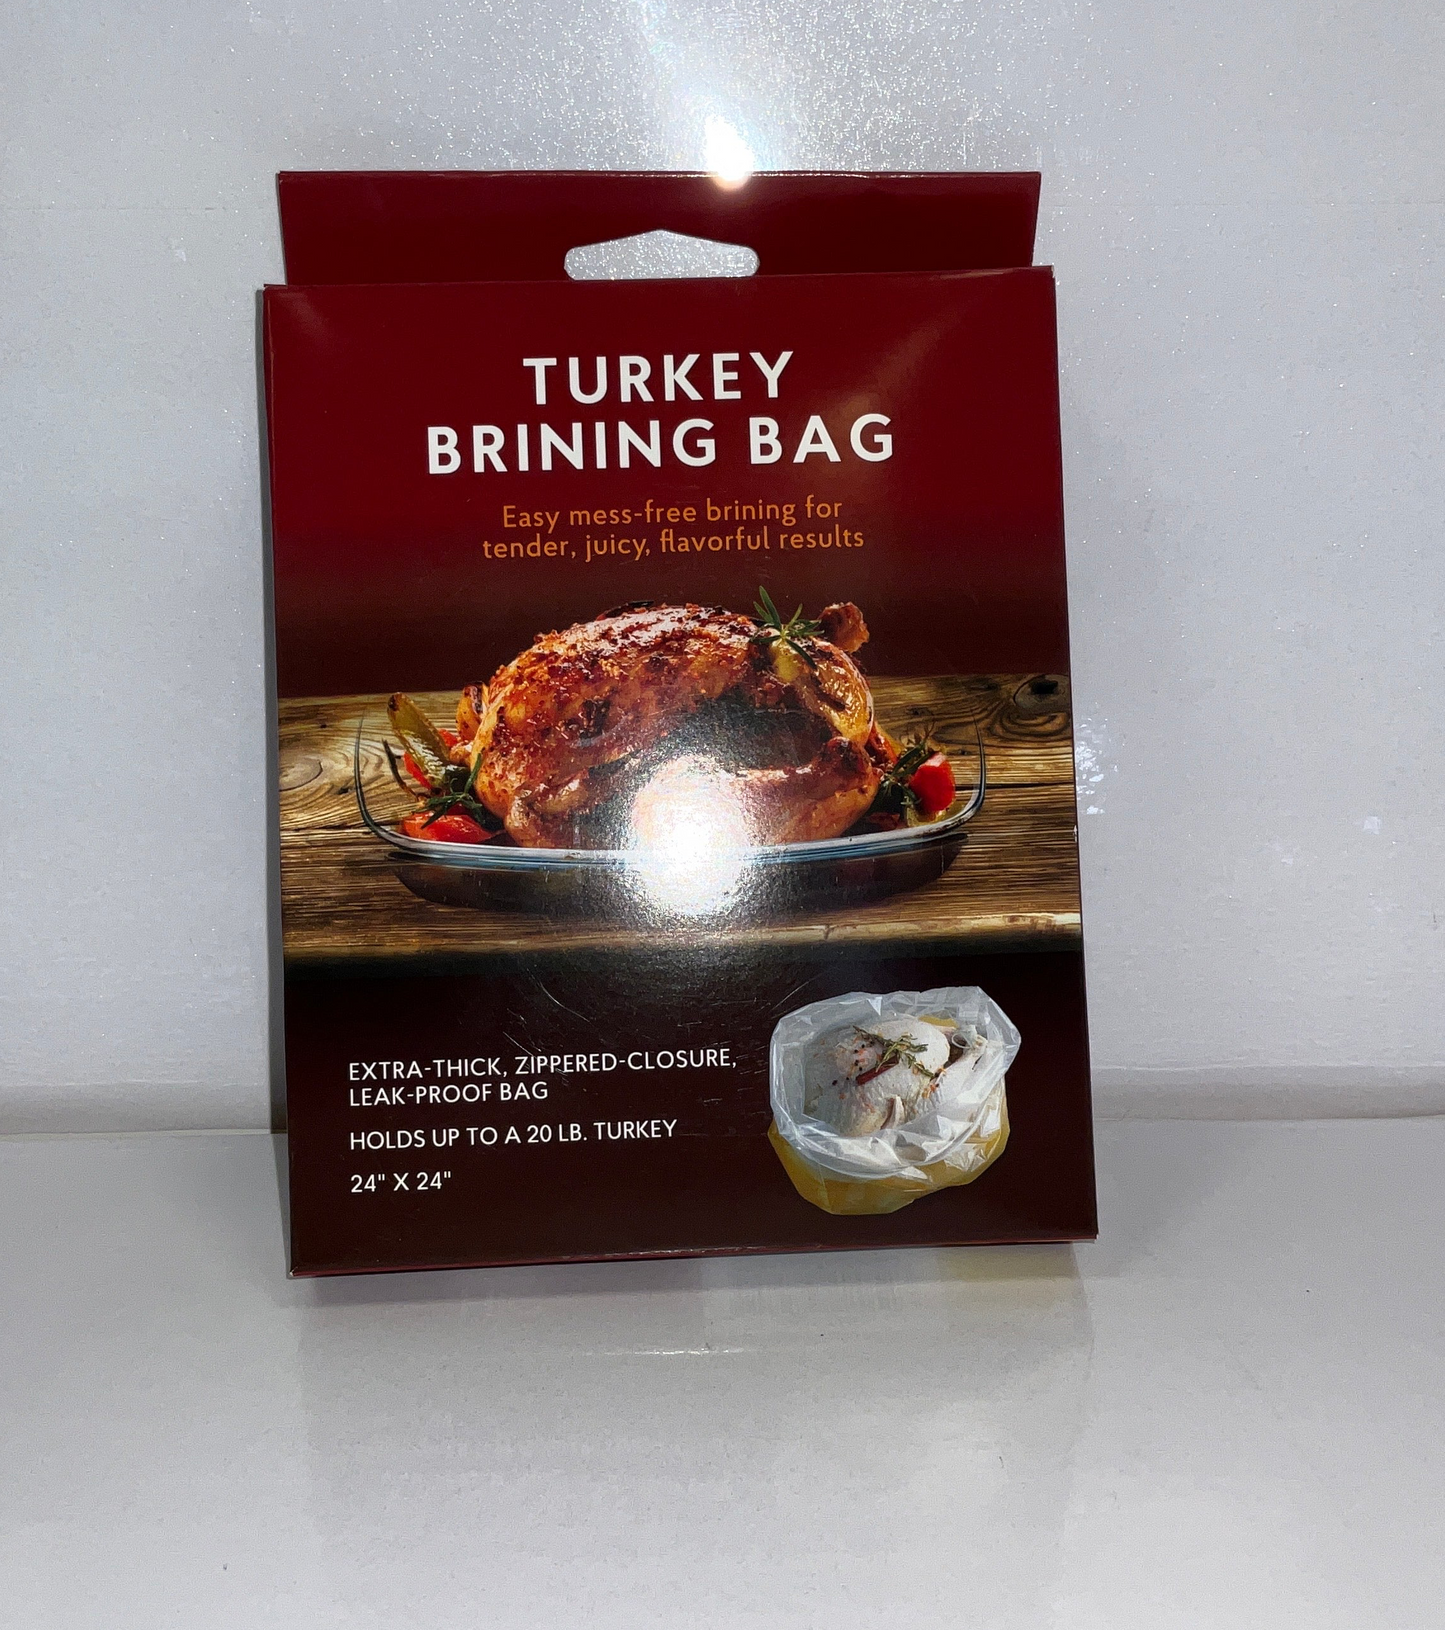 TURKEY
BRINING BAG
Easy mess-free brining for
tender, juicy, flavorful results
EXTRA-THICK, ZIPPERED-CLOSURE,
LEAK-PROOF BAG
HOLDS UP TO A 20 LB. TURKEY
24" X 24"